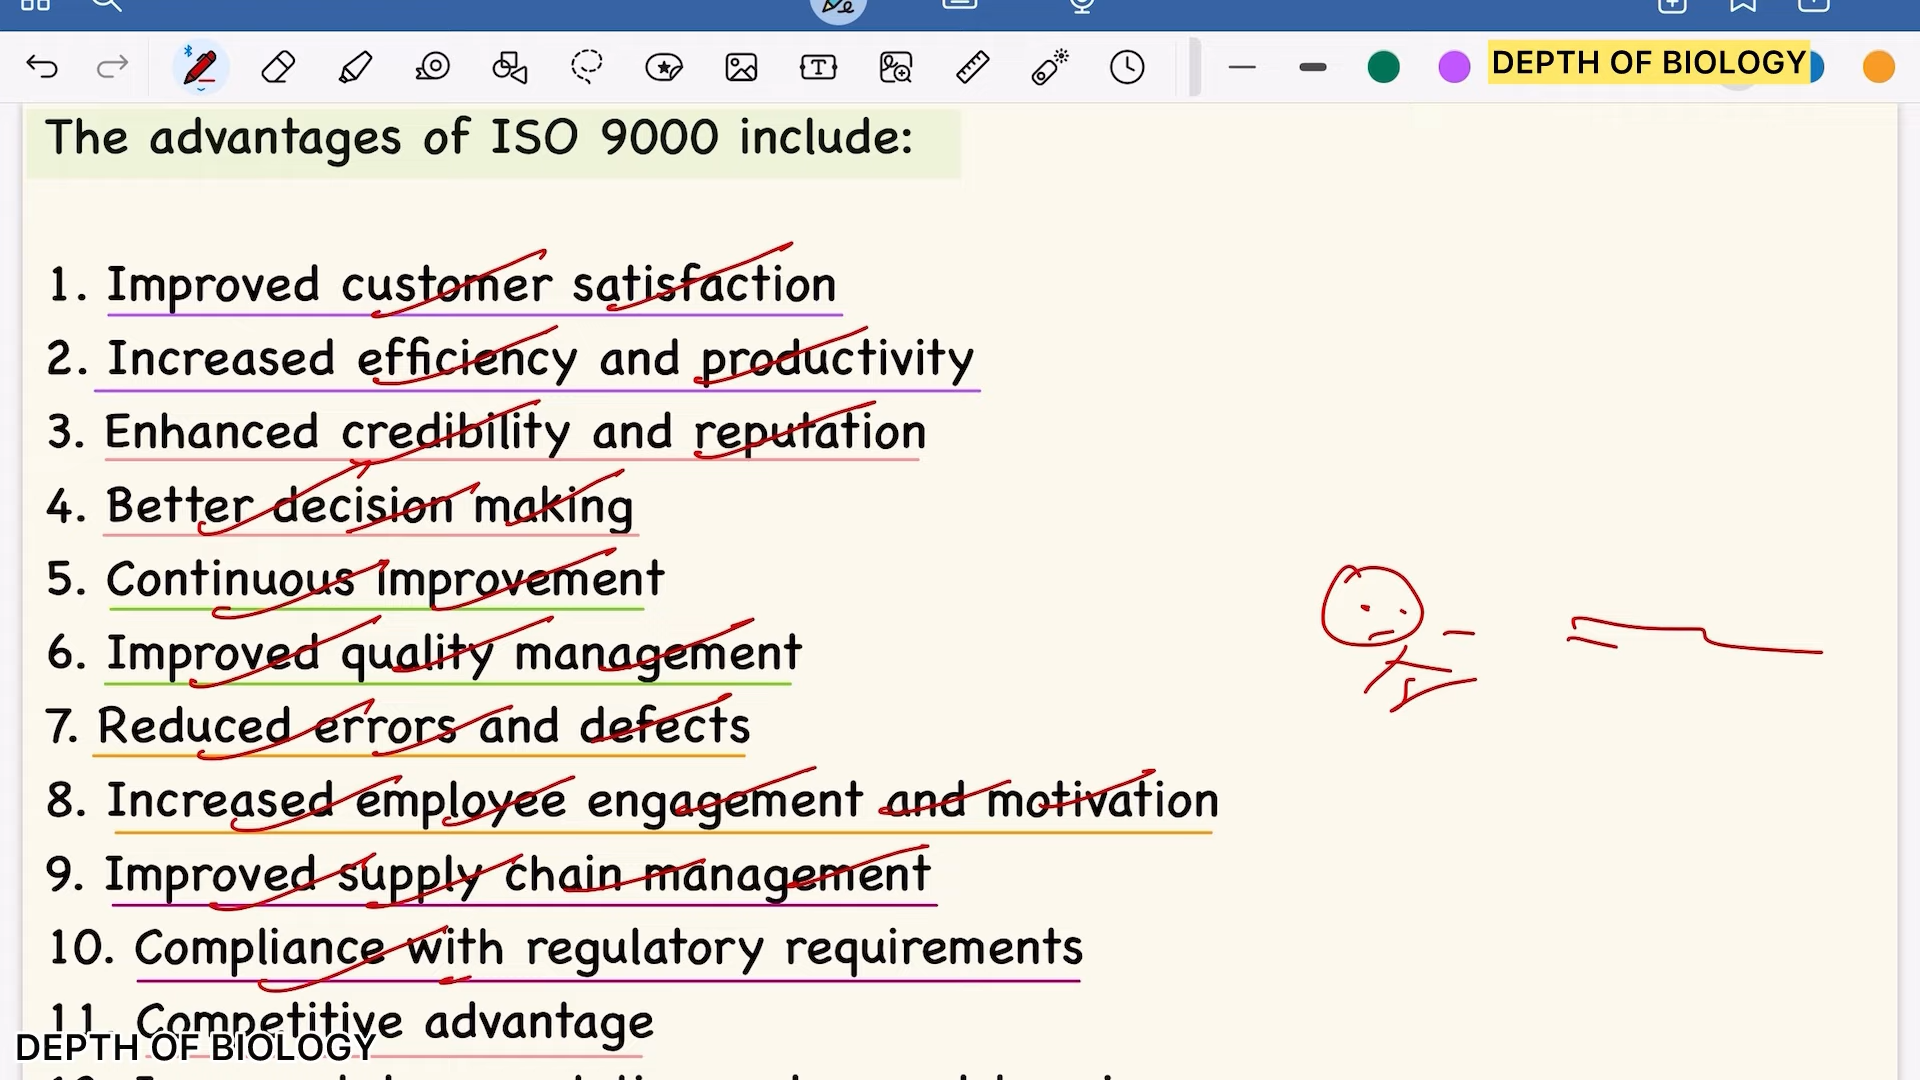 DEPTH OF BIOLOGY
The advantages of ISO 9000 include:
1. Improved customer satisfaction
2. Increased efficiency and productivity
3. Enhanced credibility and reputation
4. Better decision making
5. Continuous improvement
6. Improved quality management
7. Reduced errors and defects
8. Increased employee engagement and motivation
9. Improved supply chain management
10. Compliance with regulatory requirements
11. Competitive advantage
DEPTH OF BIOLOGY